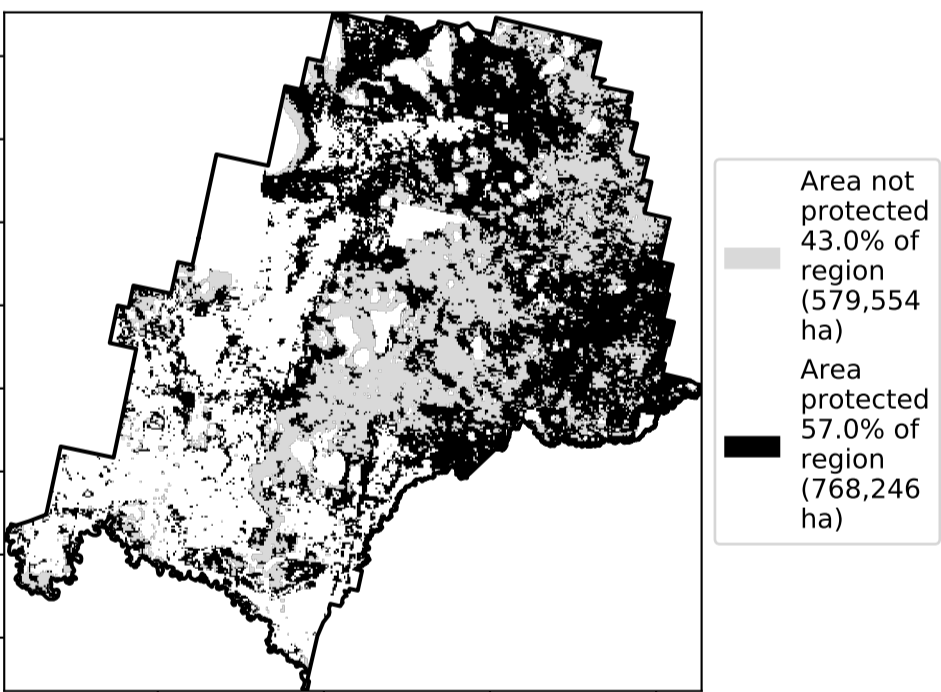 Area not
protected
43.0% of
region
(579,554
ha)
Area
protected
57.0% of
region
(768,246
ha)